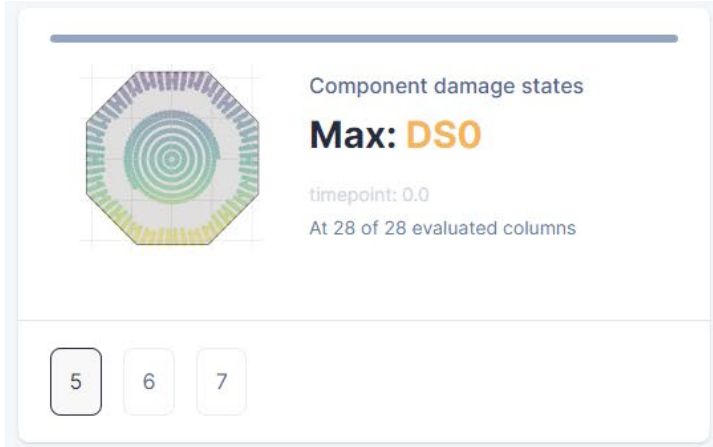 Component damage states
Max: DS0
timepoint: 0.0
At 28 of 28 evaluated columns
5 6 7